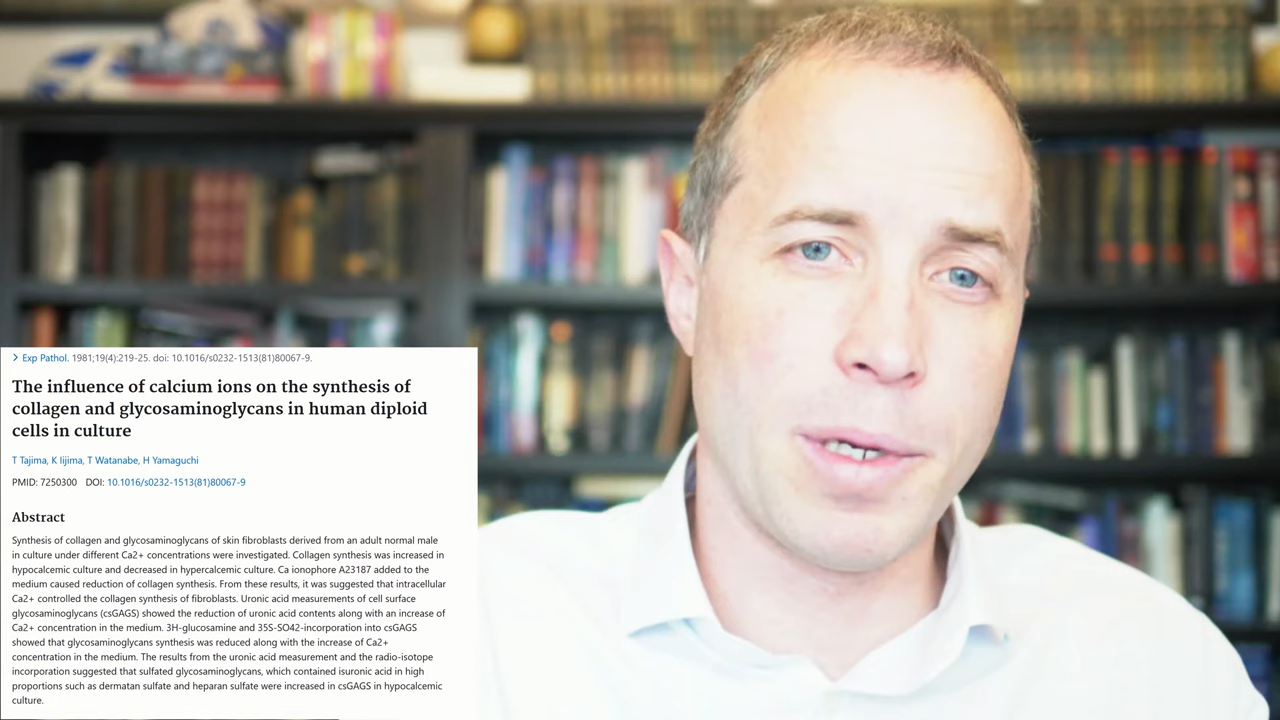 Exp Pathol. 1981;19(4):219-25. doi: 10.1016/s0232-1513(81)80067-9.
The influence of calcium ions on the synthesis of
collagen and glycosaminoglycans in human diploid
cells in culture
T Tajima, K Iijima, T Watanabe, H Yamaguchi
PMID: 7250300 DOI: 10.1016/s0232-1513(81)80067-9
Abstract
Synthesis of collagen and glycosaminoglycans of skin fibroblasts derived from an adult normal male
in culture under different Ca2+ concentrations were investigated. Collagen synthesis was increased in
hypocalcemic culture and decreased in hypercalcemic culture. Ca ionophore A23187 added to the
medium caused reduction of collagen synthesis. From these results, it was suggested that intracellular
Ca2+ controlled the collagen synthesis of fibroblasts. Uronic acid measurements of cell surface
glycosaminoglycans (csGAGS) showed the reduction of uronic acid contents along with an increase of
Ca2+ concentration in the medium. 3H-glucosamine and 35S-SO42-incorporation into csGAGS
showed that glycosaminoglycans synthesis was reduced along with the increase of Ca2+
concentration in the medium. The results from the uronic acid measurement and the radio-isotope
incorporation suggested that sulfated glycosaminoglycans, which contained isuronic acid in high
proportions such as dermatan sulfate and heparan sulfate were increased in csGAGS in hypocalcemic
culture.